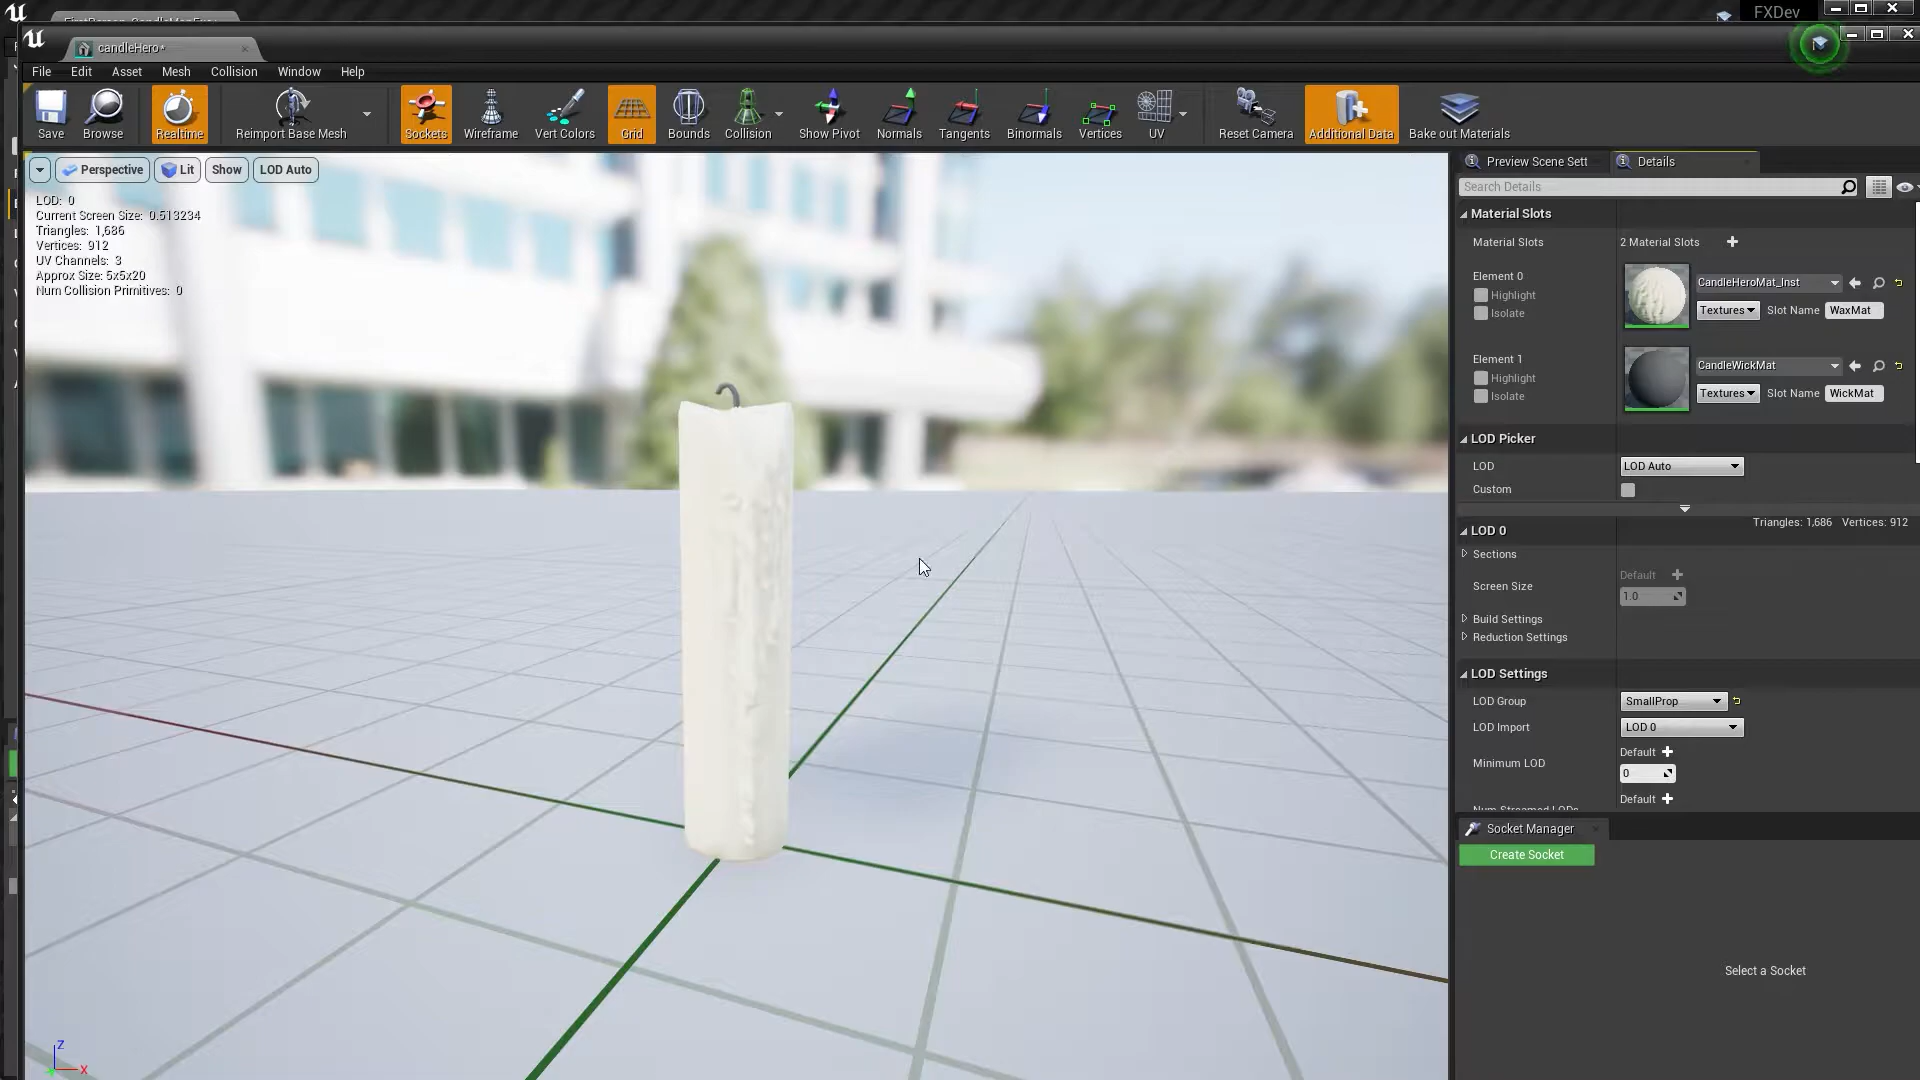 FXDev
candleHero*
File Edit Asset Mesh Collision Window Help
Save Browse Realtime Reimport Base Mesh Sockets Wireframe Vert Colors Grid Bounds Collision Show Pivot Normals Tangents Binormals Vertices UV Reset Camera Additional Data Bake out Materials
Perspective Lit Show LOD Auto
LOD: 0
Current Screen Size: 0.513234
Triangles: 1,686
Vertices: 912
UV Channels: 3
Approx Size: 5x5x20
Num Collision Primitives: 0
Z
X
Preview Scene Sett Details
Search Details
Material Slots
Material Slots 2 Material Slots
Element 0 CandleHeroMat_Inst
Highlight
Isolate Textures Slot Name WaxMat
Element 1 CandleWickMat
Highlight
Isolate Textures Slot Name WickMat
LOD Picker
LOD LOD Auto
Custom
LOD 0 Triangles: 1,686 Vertices: 912
Sections
Default
Screen Size 1.0
Build Settings
Reduction Settings
LOD Settings
LOD Group SmallProp
LOD Import LOD 0
Default
Minimum LOD 0
Default
Num Streamed LODs
Socket Manager
Create Socket
Select a Socket